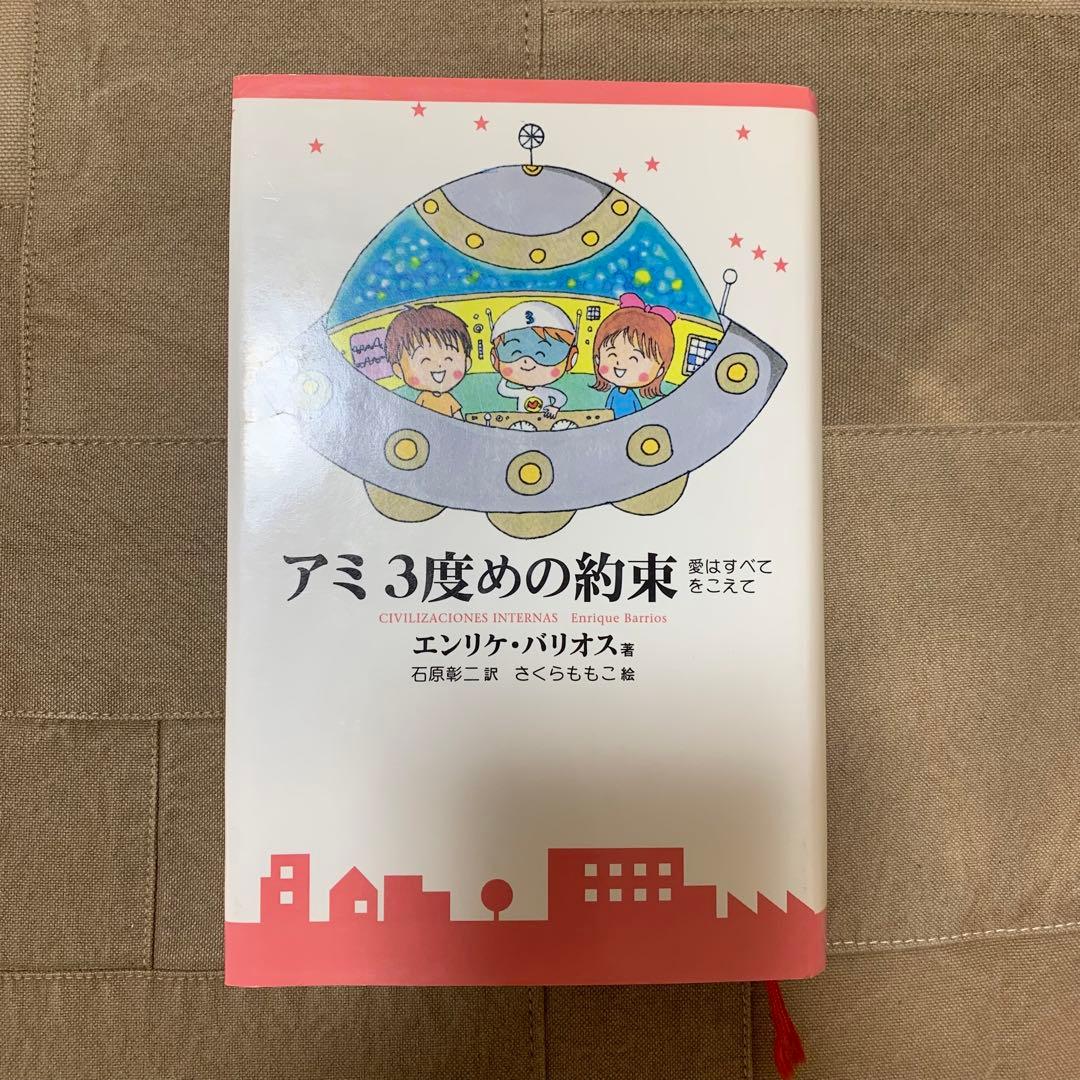 3
アミ 3度めの約束 愛はすべて
をこえて
CIVILIZACIONES INTERNAS Enrique Barrios
エンリケ・バリオス 著
石原彰二 訳 さくらももこ 絵